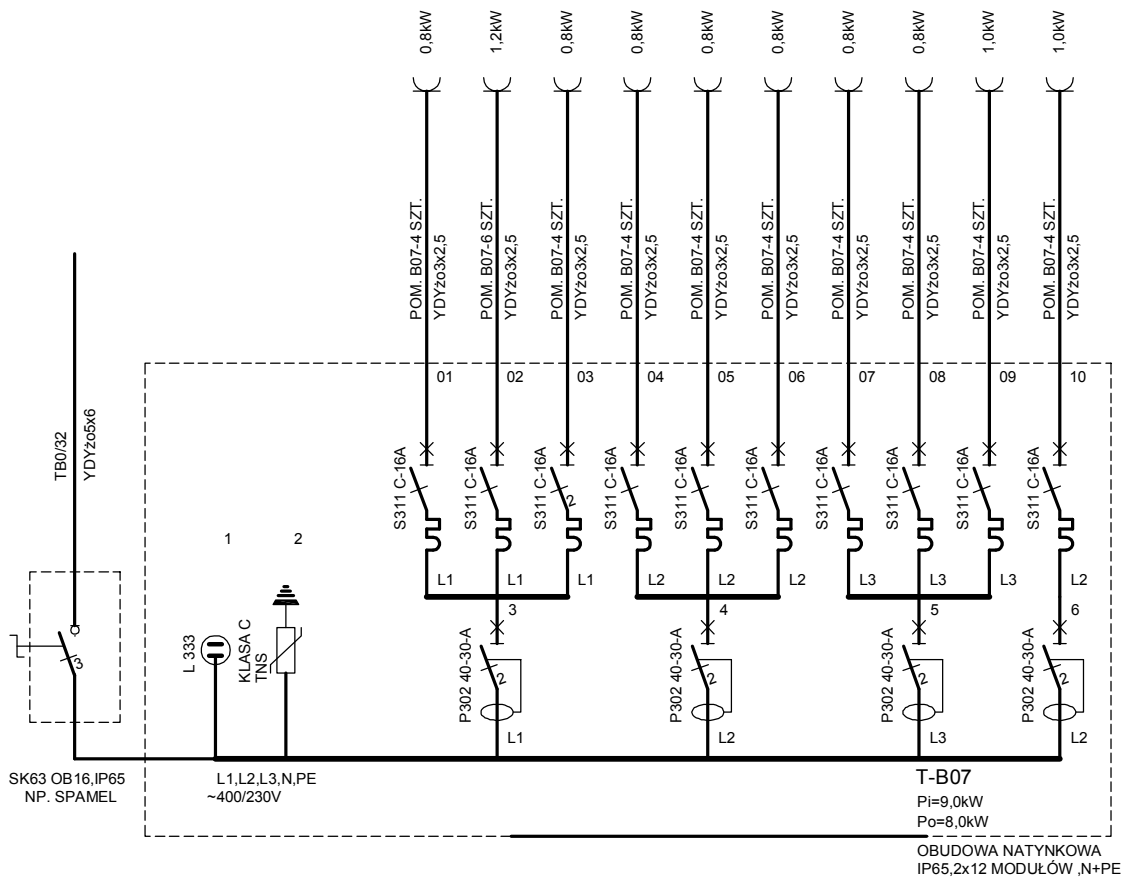 0,8kW
1,2kW
0,8kW
0,8kW
0,8kW
0,8kW
0,8kW
0,8kW
1,0kW
1,0kW
POM. B07-4 SZT.
YDYżo3x2,5
POM. B07-6 SZT.
YDYżo3x2,5
POM. B07-4 SZT.
YDYżo3x2,5
POM. B07-4 SZT.
YDYżo3x2,5
POM. B07-4 SZT.
YDYżo3x2,5
POM. B07-4 SZT.
YDYżo3x2,5
POM. B07-4 SZT.
YDYżo3x2,5
POM. B07-4 SZT.
YDYżo3x2,5
POM. B07-4 SZT.
YDYżo3x2,5
POM. B07-4 SZT.
YDYżo3x2,5
TB0/32
YDYżo5x6
01
02
03
04
05
06
07
08
09
10
S311 C-16A
S311 C-16A
S311 C-16A
2
S311 C-16A
S311 C-16A
S311 C-16A
S311 C-16A
S311 C-16A
S311 C-16A
S311 C-16A
1
2
L1
L1
L1
L2
L2
L2
L3
L3
L3
L2
3
4
5
6
3
L 333
KLASA C
TNS
P302 40-30-A
2
P302 40-30-A
2
P302 40-30-A
2
P302 40-30-A
2
L1
L2
L3
L2
SK63 OB16,IP65
NP. SPAMEL
L1,L2,L3,N,PE
~400/230V
T-B07
Pi=9,0kW
Po=8,0kW
OBUDOWA NATYNKOWA
IP65,2x12 MODUŁÓW ,N+PE